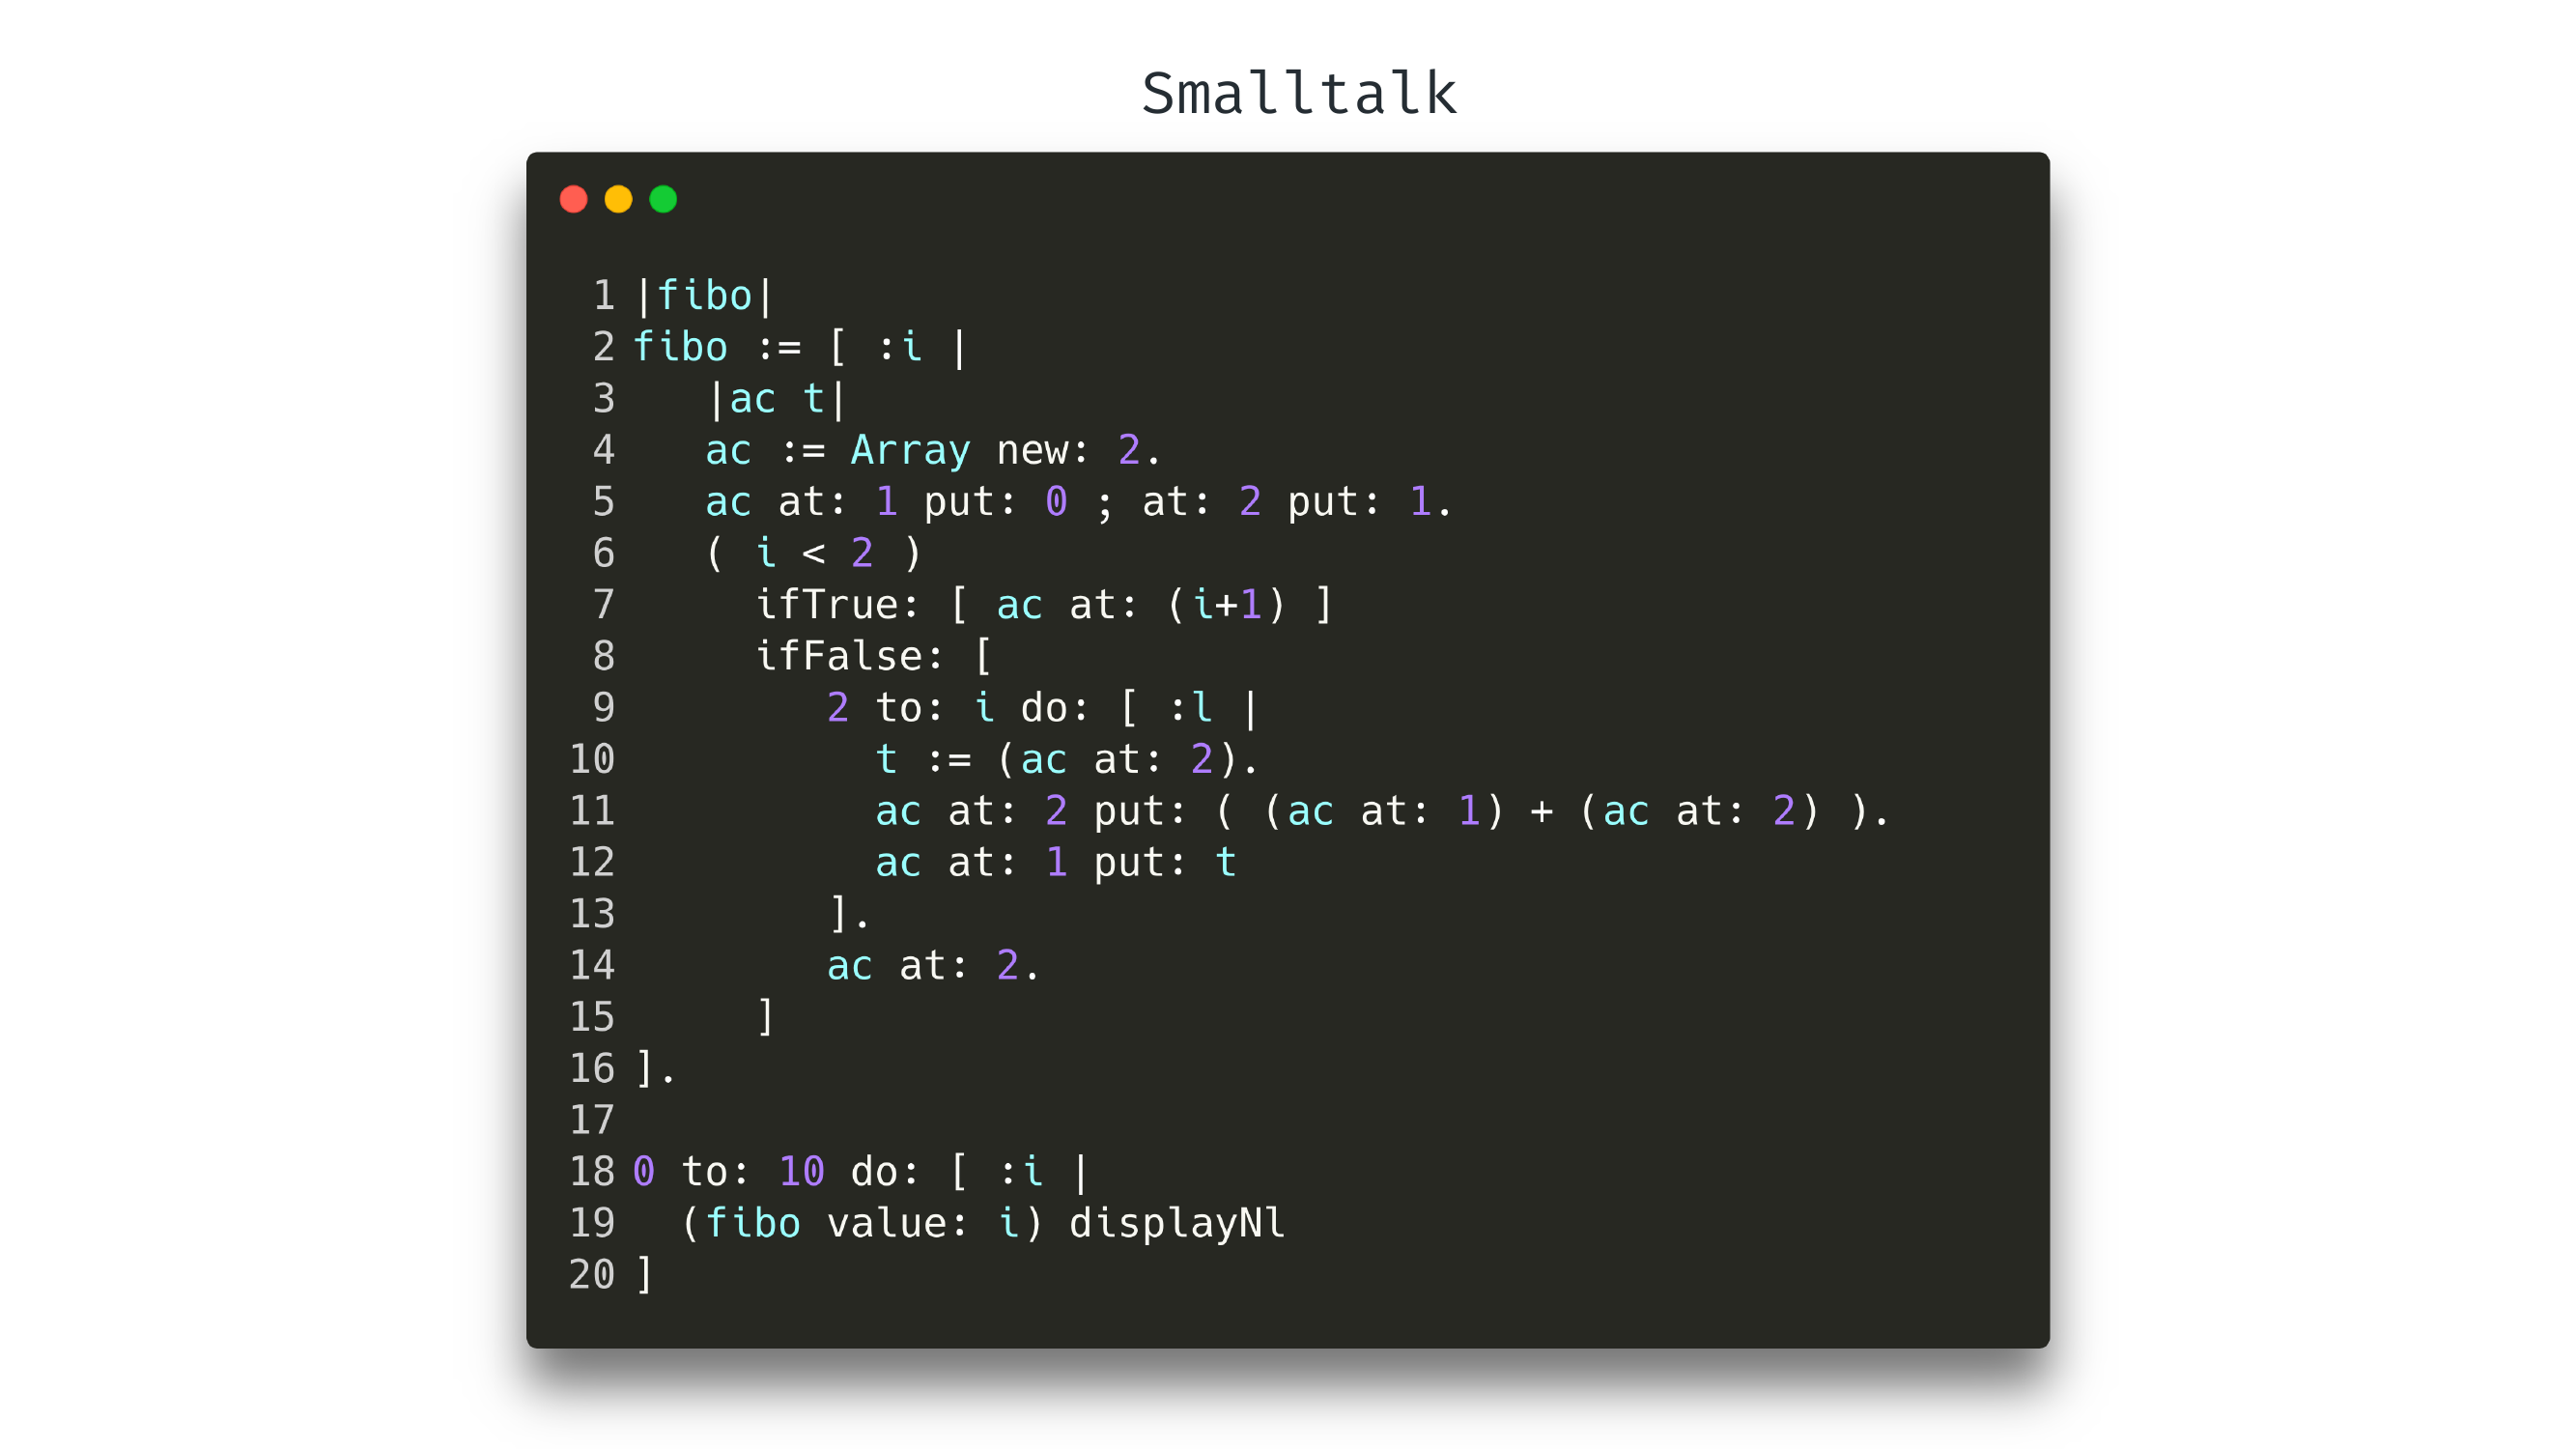 Smalltalk
1 |fibo|
2 fibo := [ :i |
3    |ac t|
4    ac := Array new: 2.
5    ac at: 1 put: 0 ; at: 2 put: 1.
6    ( i < 2 )
7      ifTrue: [ ac at: (i+1) ]
8      ifFalse: [
9         2 to: i do: [ :l |
10          t := (ac at: 2).
11          ac at: 2 put: ( (ac at: 1) + (ac at: 2) ).
12          ac at: 1 put: t
13        ].
14        ac at: 2.
15     ]
16 ].
17
18 0 to: 10 do: [ :i |
19   (fibo value: i) displayNl
20 ]